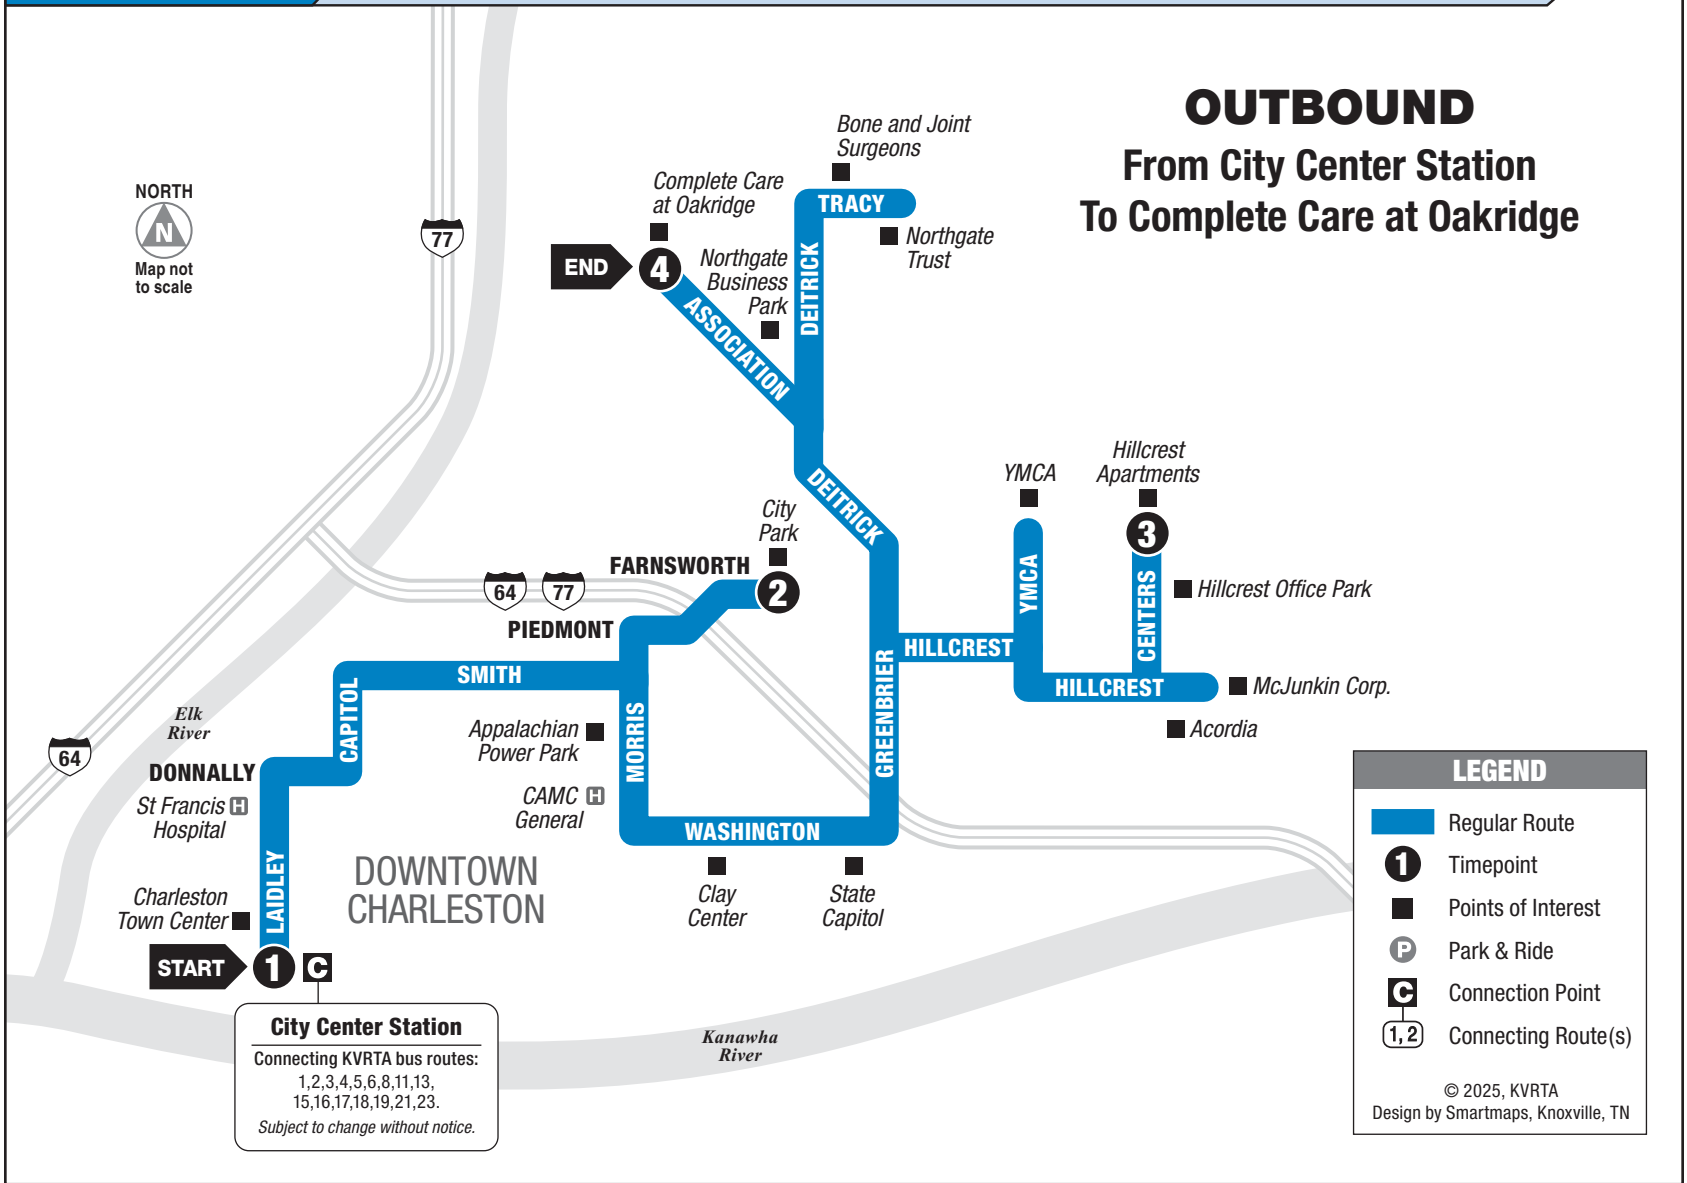 OUTBOUND
From City Center Station
To Complete Care at Oakridge
NORTH
N
Map not
to scale
77
Bone and Joint
Surgeons
TRACY
Complete Care
at Oakridge
END
4
Northgate
Business
Park
Northgate
Trust
DEITRICK
ASSOCIATION
DEITRICK
YMCA
Hillcrest
Apartments
3
City
Park
FARNSWORTH
2
64
77
PIEDMONT
YMCA
CENTERS
Hillcrest Office Park
HILLCREST
HILLCREST
McJunkin Corp.
Acordia
SMITH
CAPITOL
Elk
River
64
DONNALLY
St Francis H
Hospital
Appalachian
Power Park
MORRIS
GREENBRIER
CAMC H
General
WASHINGTON
Clay
Center
State
Capitol
DOWNTOWN
CHARLESTON
LAIDLEY
Charleston
Town Center
START
1
C
City Center Station
Connecting KVRTA bus routes:
1,2,3,4,5,6,8,11,13,
15,16,17,18,19,21,23.
Subject to change without notice.
Kanawha
River
LEGEND
Regular Route
1 Timepoint
Points of Interest
P Park & Ride
C Connection Point
1, 2 Connecting Route(s)
© 2025, KVRTA
Design by Smartmaps, Knoxville, TN